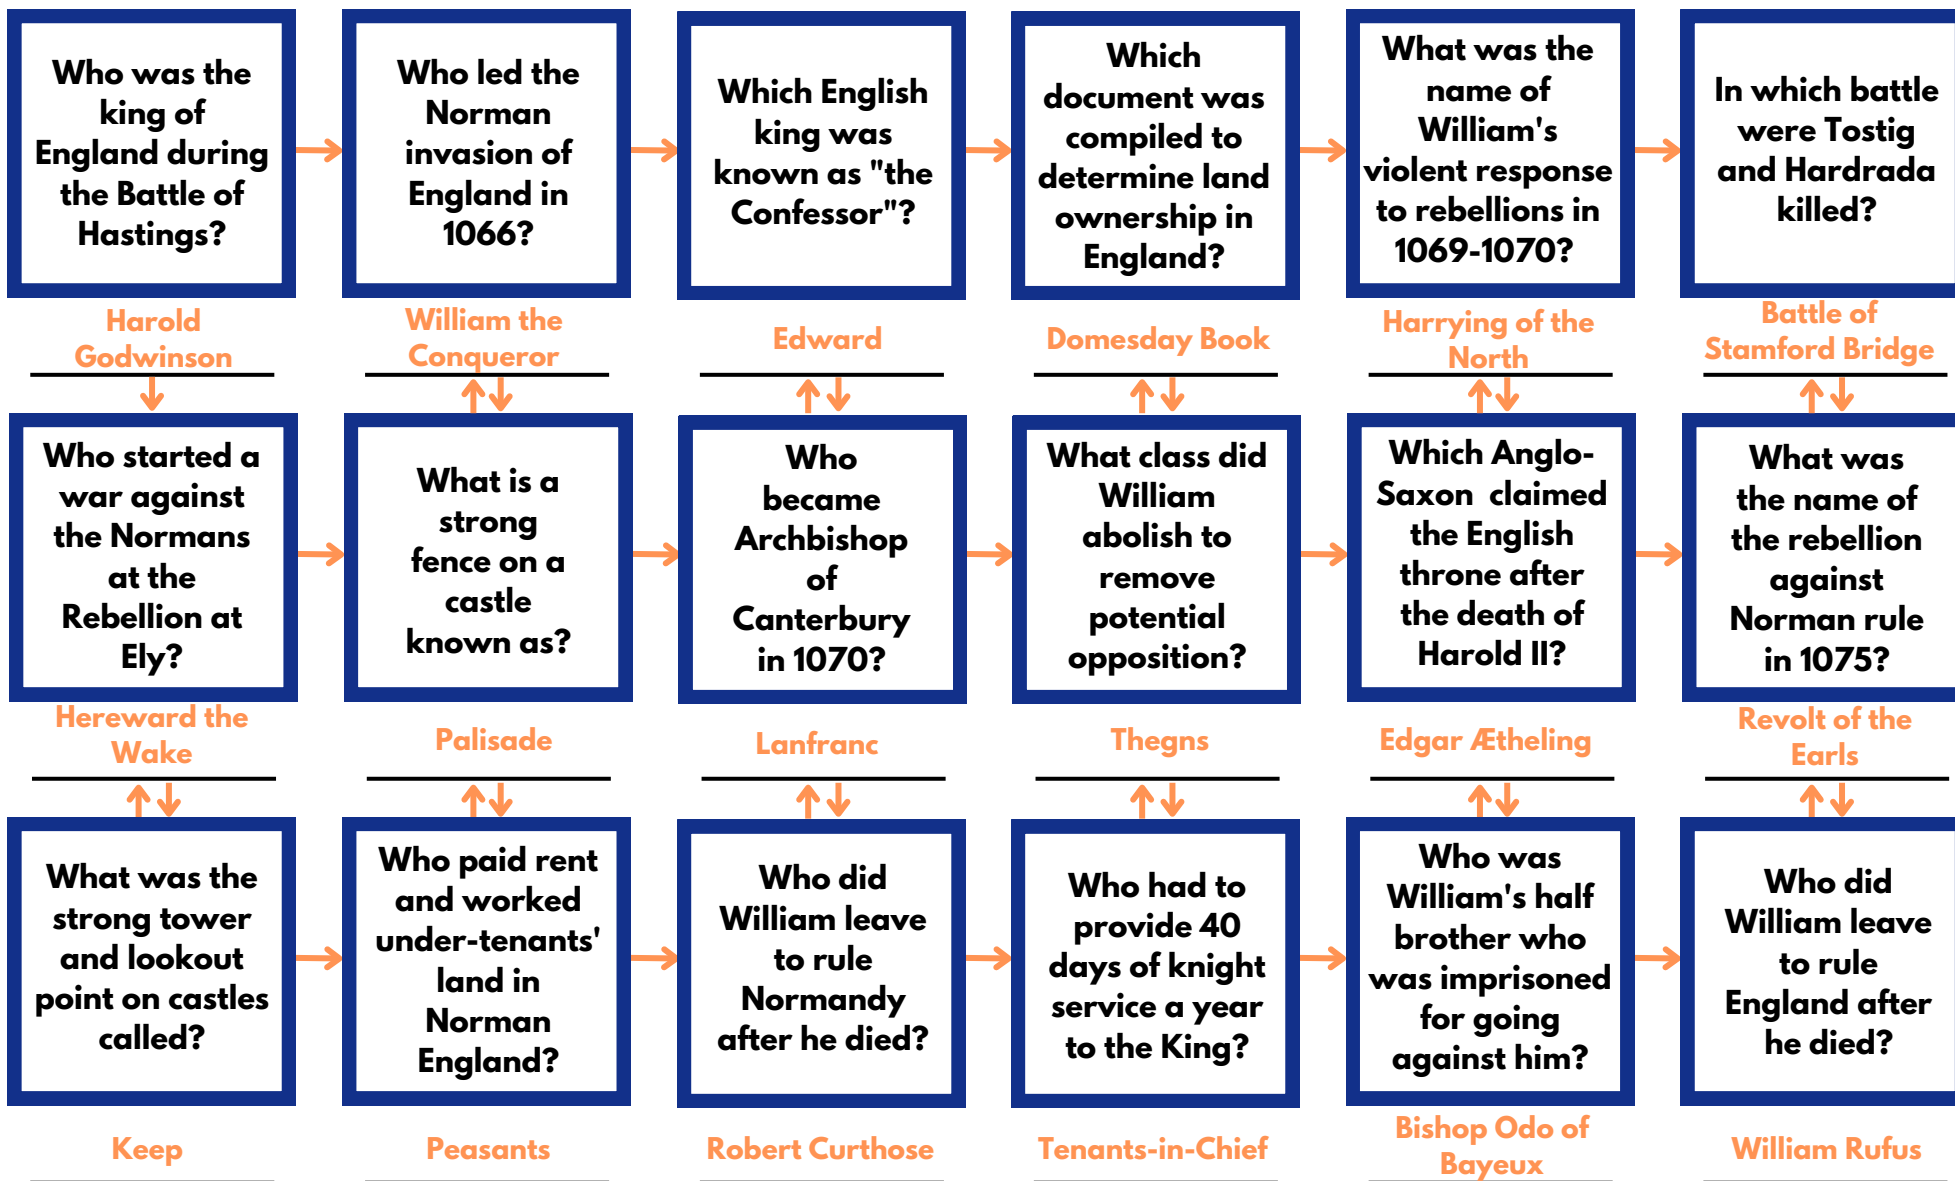 Who was the
king of
England during
the Battle of
Hastings?
Harold
Godwinson
Who led the
Norman
invasion of
England in
1066?
William the
Conqueror
Which English
king was
known as "the
Confessor"?
Edward
Which
document was
compiled to
determine land
ownership in
England?
Domesday Book
What was the
name of
William's
violent response
to rebellions in
1069-1070?
Harrying of the
North
In which battle
were Tostig
and Hardrada
killed?
Battle of
Stamford Bridge
Who started a
war against
the Normans
at the
Rebellion at
Ely?
Hereward the
Wake
What is a
strong
fence on a
castle
known as?
Palisade
Who
became
Archbishop
of
Canterbury
in 1070?
Lanfranc
What class did
William
abolish to
remove
potential
opposition?
Thegns
Which Anglo-
Saxon claimed
the English
throne after
the death of
Harold II?
Edgar Ætheling
What was
the name of
the rebellion
against
Norman rule
in 1075?
Revolt of the
Earls
What was the
strong tower
and lookout
point on castles
called?
Keep
Who paid rent
and worked
under-tenants'
land in
Norman
England?
Peasants
Who did
William leave
to rule
Normandy
after he died?
Robert Curthose
Who had to
provide 40
days of knight
service a year
to the King?
Tenants-in-Chief
Who was
William's half
brother who
was imprisoned
for going
against him?
Bishop Odo of
Bayeux
Who did
William leave
to rule
England after
he died?
William Rufus